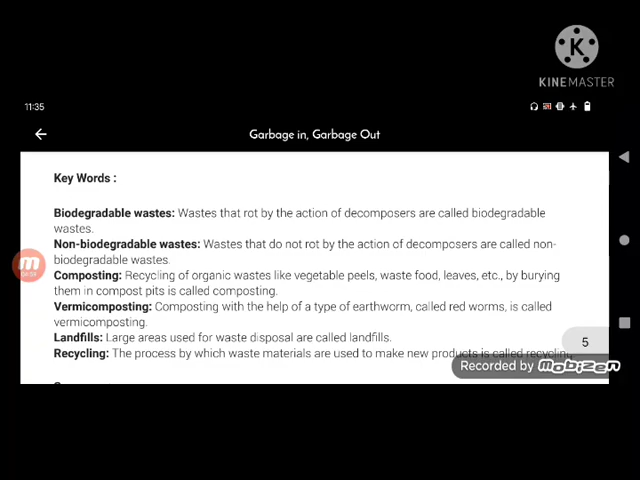 K
KINEMASTER
11:35
Garbage in, Garbage Out
Key Words :
Biodegradable wastes: Wastes that rot by the action of decomposers are called biodegradable
wastes.
Non-biodegradable wastes: Wastes that do not rot by the action of decomposers are called non-
biodegradable wastes.
Composting: Recycling of organic wastes like vegetable peels, waste food, leaves, etc., by burying
them in compost pits is called composting.
Vermicomposting: Composting with the help of a type of earthworm, called red worms, is called
vermicomposting.
Landfills: Large areas used for waste disposal are called landfills.
5
Recycling: The process by which waste materials are used to make new products is called recycling
Recorded by mobizen